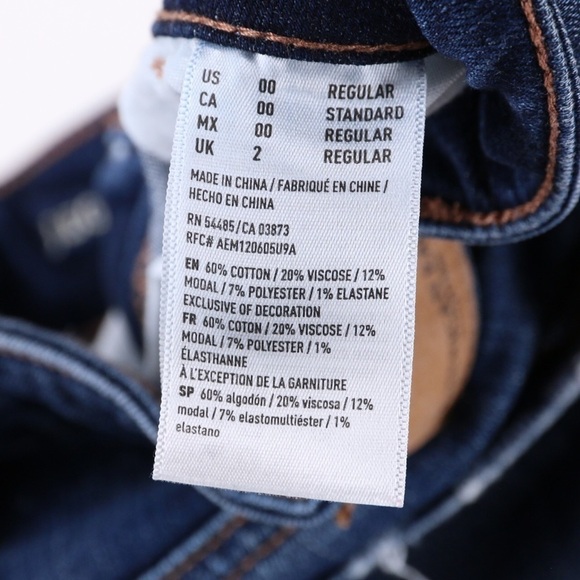 US 00 REGULAR
CA 00 STANDARD
MX 00 REGULAR
UK 2 REGULAR
MADE IN CHINA / FABRIQUÉ EN CHINE /
HECHO EN CHINA
RN 54485/CA 03873
RFC# AEM120605U9A
EN 60% COTTON / 20% VISCOSE / 12%
MODAL / 7% POLYESTER / 1% ELASTANE
EXCLUSIVE OF DECORATION
FR 60% COTON / 20% VISCOSE / 12%
MODAL / 7% POLYESTER / 1%
ÉLASTHANNE
À L'EXCEPTION DE LA GARNITURE
SP 60% algodón / 20% viscosa / 12%
modal / 7% elastomultiéster / 1%
elastano